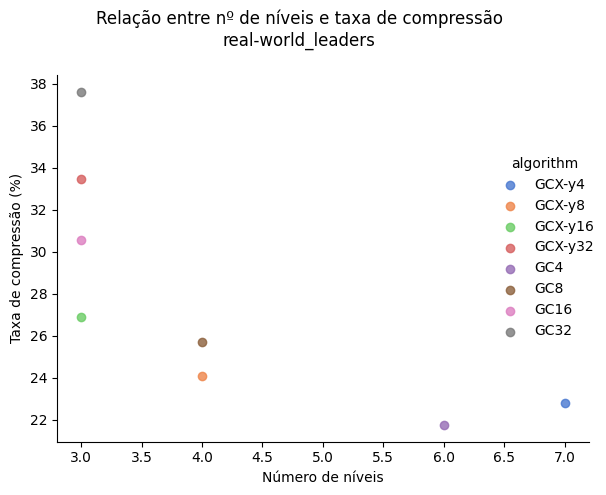 Relação entre nº de níveis e taxa de compressão
real-world_leaders
38
36
34
32
30
28
26
24
22
Taxa de compressão (%)
3.0 3.5 4.0 4.5 5.0 5.5 6.0 6.5 7.0
Número de níveis
algorithm
GCX-y4
GCX-y8
GCX-y16
GCX-y32
GC4
GC8
GC16
GC32